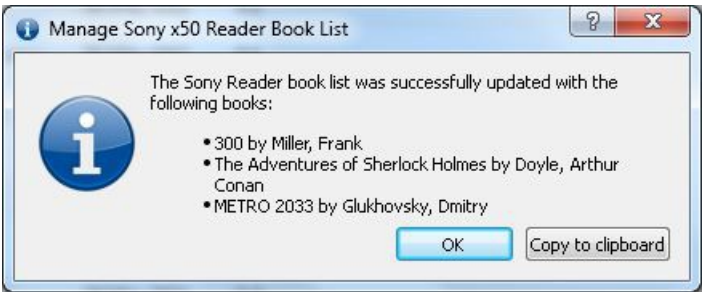 Manage Sony x50 Reader Book List
?
The Sony Reader book list was successfully updated with the
following books:
• 300 by Miller, Frank
• The Adventures of Sherlock Holmes by Doyle, Arthur
Conan
• METRO 2033 by Glukhovsky, Dmitry
OK Copy to clipboard